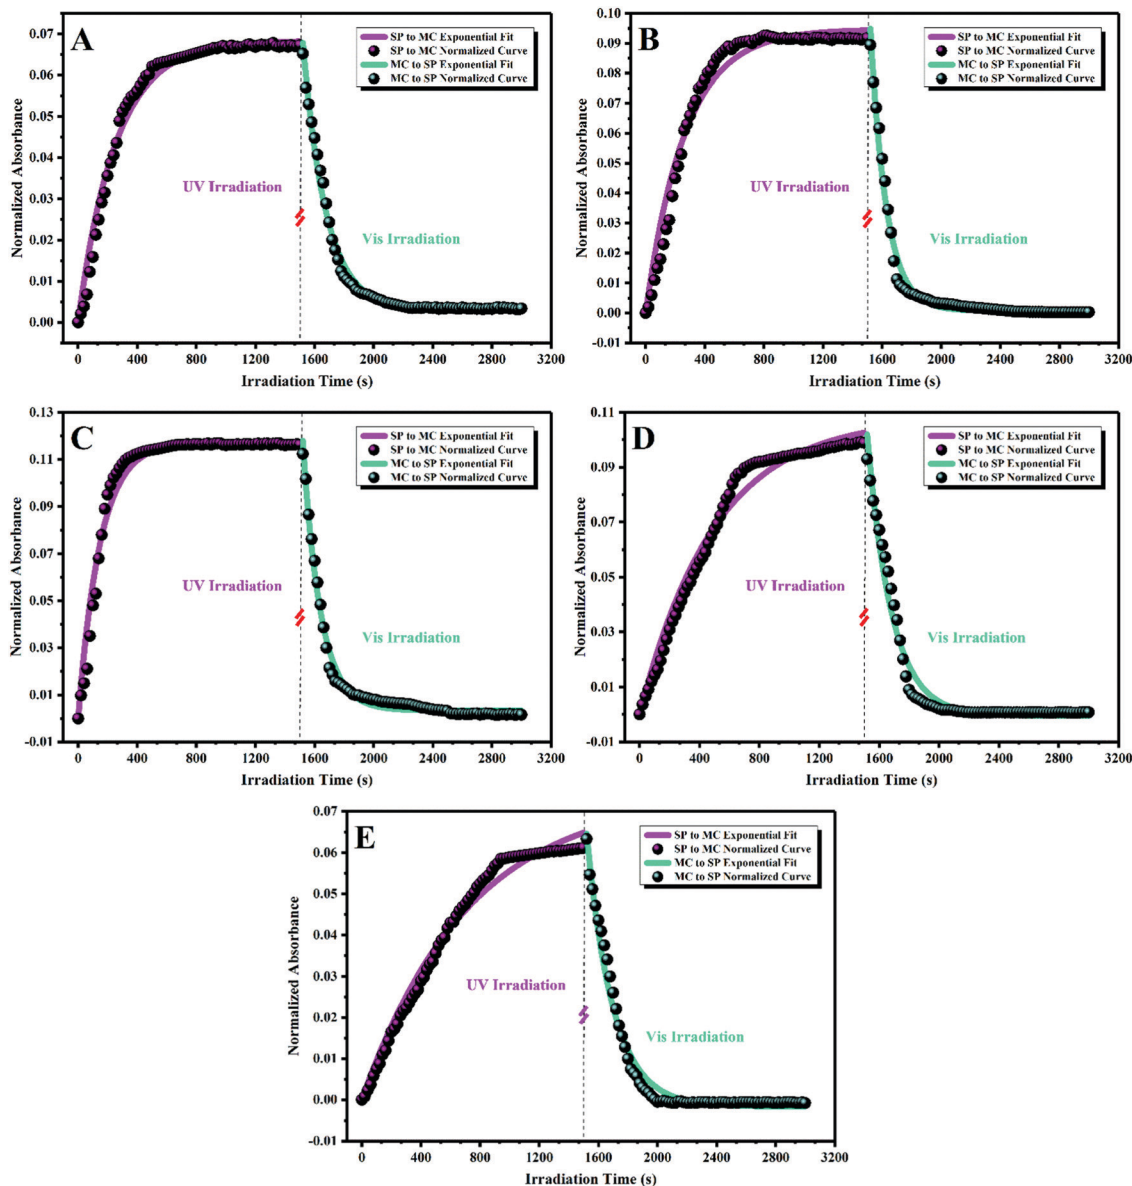 A
SP to MC Exponential Fit
SP to MC Normalized Curve
MC to SP Exponential Fit
MC to SP Normalized Curve
UV Irradiation
Vis Irradiation
Normalized Absorbance
0.07
0.06
0.05
0.04
0.03
0.02
0.01
0.00
0 400 800 1200 1600 2000 2400 2800 3200
Irradiation Time (s)
B
SP to MC Exponential Fit
SP to MC Normalized Curve
MC to SP Exponential Fit
MC to SP Normalized Curve
UV Irradiation
Vis Irradiation
Normalized Absorbance
0.10
0.09
0.08
0.07
0.06
0.05
0.04
0.03
0.02
0.01
0.00
-0.01
0 400 800 1200 1600 2000 2400 2800 3200
Irradiation Time (s)
C
SP to MC Exponential Fit
SP to MC Normalized Curve
MC to SP Exponential Fit
MC to SP Normalized Curve
UV Irradiation
Vis Irradiation
Normalized Absorbance
0.13
0.11
0.09
0.07
0.05
0.03
0.01
-0.01
0 400 800 1200 1600 2000 2400 2800 3200
Irradiation Time (s)
D
SP to MC Exponential Fit
SP to MC Normalized Curve
MC to SP Exponential Fit
MC to SP Normalized Curve
UV Irradiation
Vis Irradiation
Normalized Absorbance
0.11
0.09
0.07
0.05
0.03
0.01
-0.01
0 400 800 1200 1600 2000 2400 2800 3200
Irradiation Time (s)
E
SP to MC Exponential Fit
SP to MC Normalized Curve
MC to SP Exponential Fit
MC to SP Normalized Curve
UV Irradiation
Vis Irradiation
Normalized Absorbance
0.07
0.06
0.05
0.04
0.03
0.02
0.01
0.00
-0.01
0 400 800 1200 1600 2000 2400 2800 3200
Irradiation Time (s)